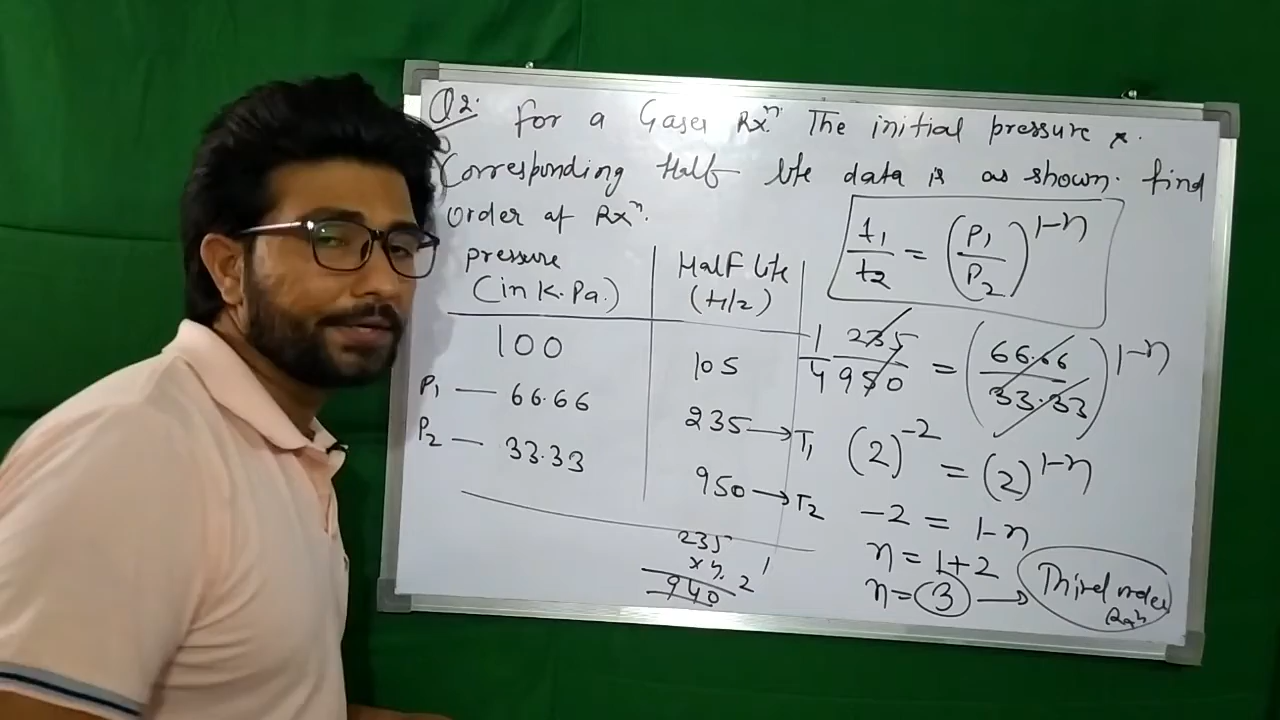 Q2: For a Gases Rxⁿ. The initial pressure &
Corresponding Half life data is as shown. find
order of Rxⁿ.
pressure
(in K.Pa.)
Half life
(t1/2)
100
105
P₁ — 66.66
235 → T₁
P₂ — 33.33
950 → T₂
235
x 4
940
t₁/t₂ = (P₁/P₂)^1-n
1/4 235/950 = (66.66/33.33)^1-n
(2)^-2 = (2)^1-n
-2 = 1-n
n = 1+2
n = 3 → Third order
Rxⁿ